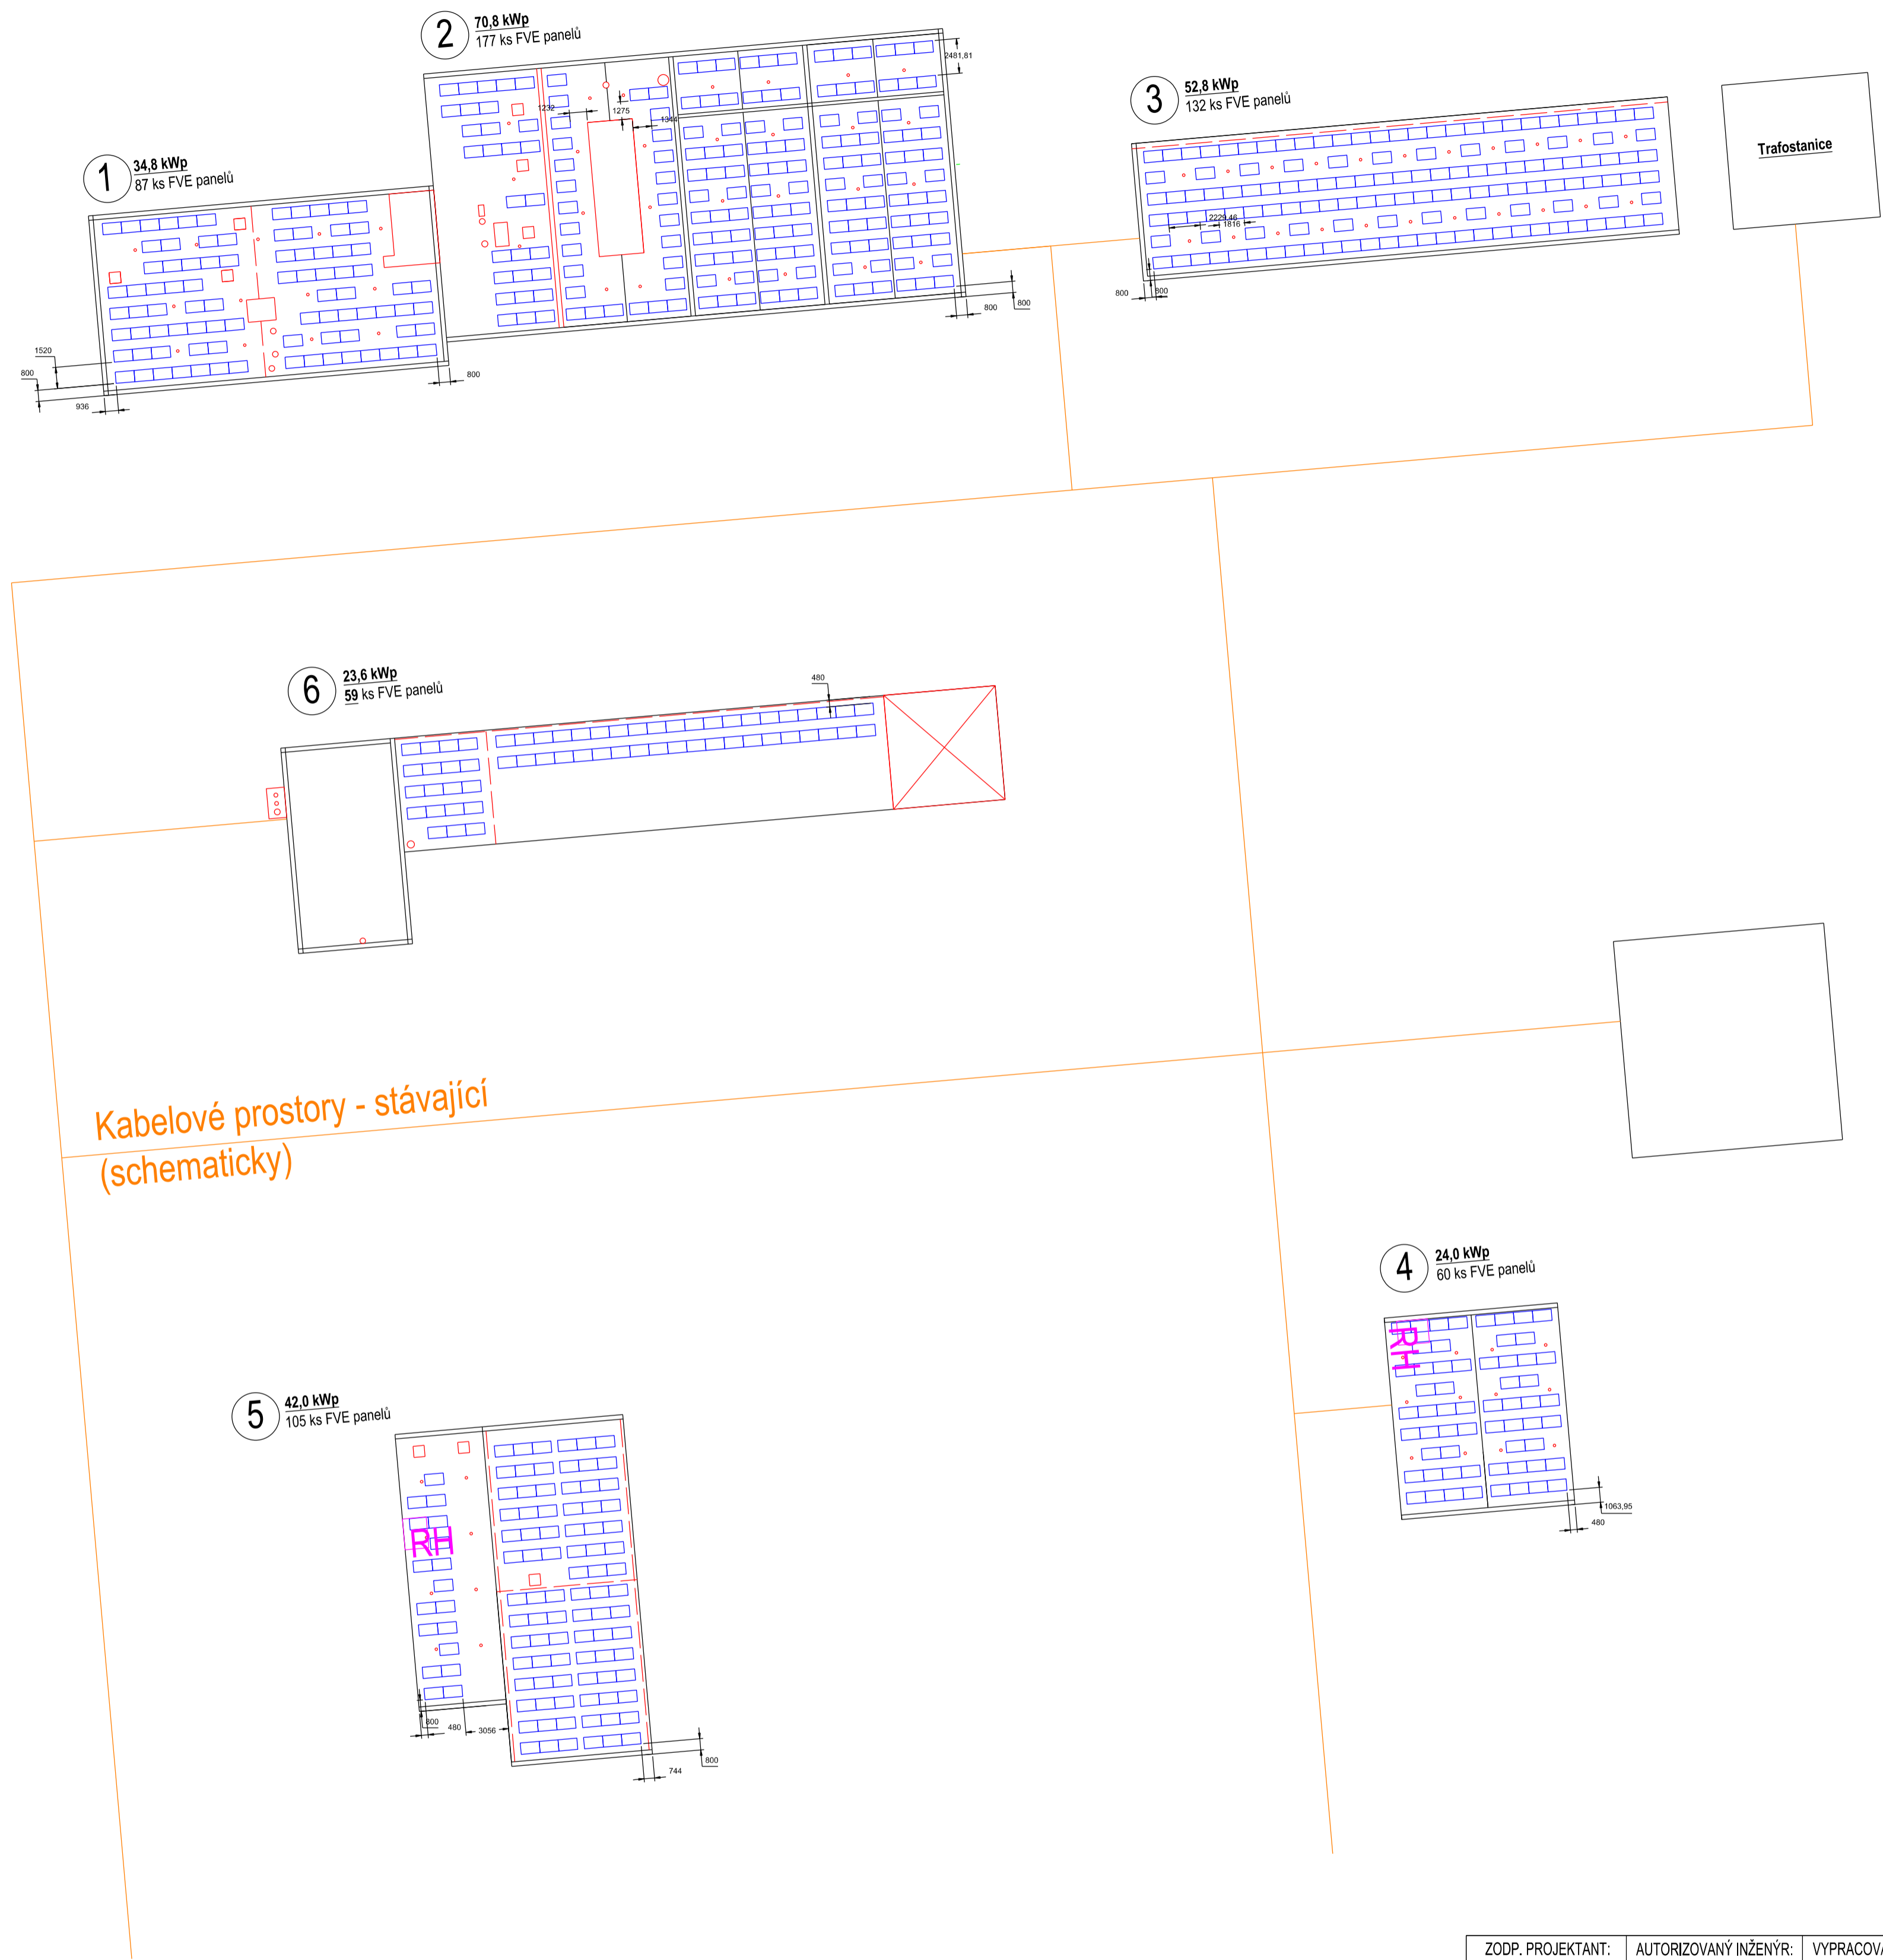 2
70,8 kWp
177 ks FVE panelů
2481,81
1232
1275
1344
800
800
3
52,8 kWp
132 ks FVE panelů
Trafostanice
2229,46
1816
800
800
1
34,8 kWp
87 ks FVE panelů
1520
800
936
800
6
23,6 kWp
59 ks FVE panelů
480
Kabelové prostory - stávající
(schematicky)
4
24,0 kWp
60 ks FVE panelů
RH
1063,95
480
5
42,0 kWp
105 ks FVE panelů
RH
800
480
3056
800
744
ZODP. PROJEKTANT:
AUTORIZOVANÝ INŽENÝR: